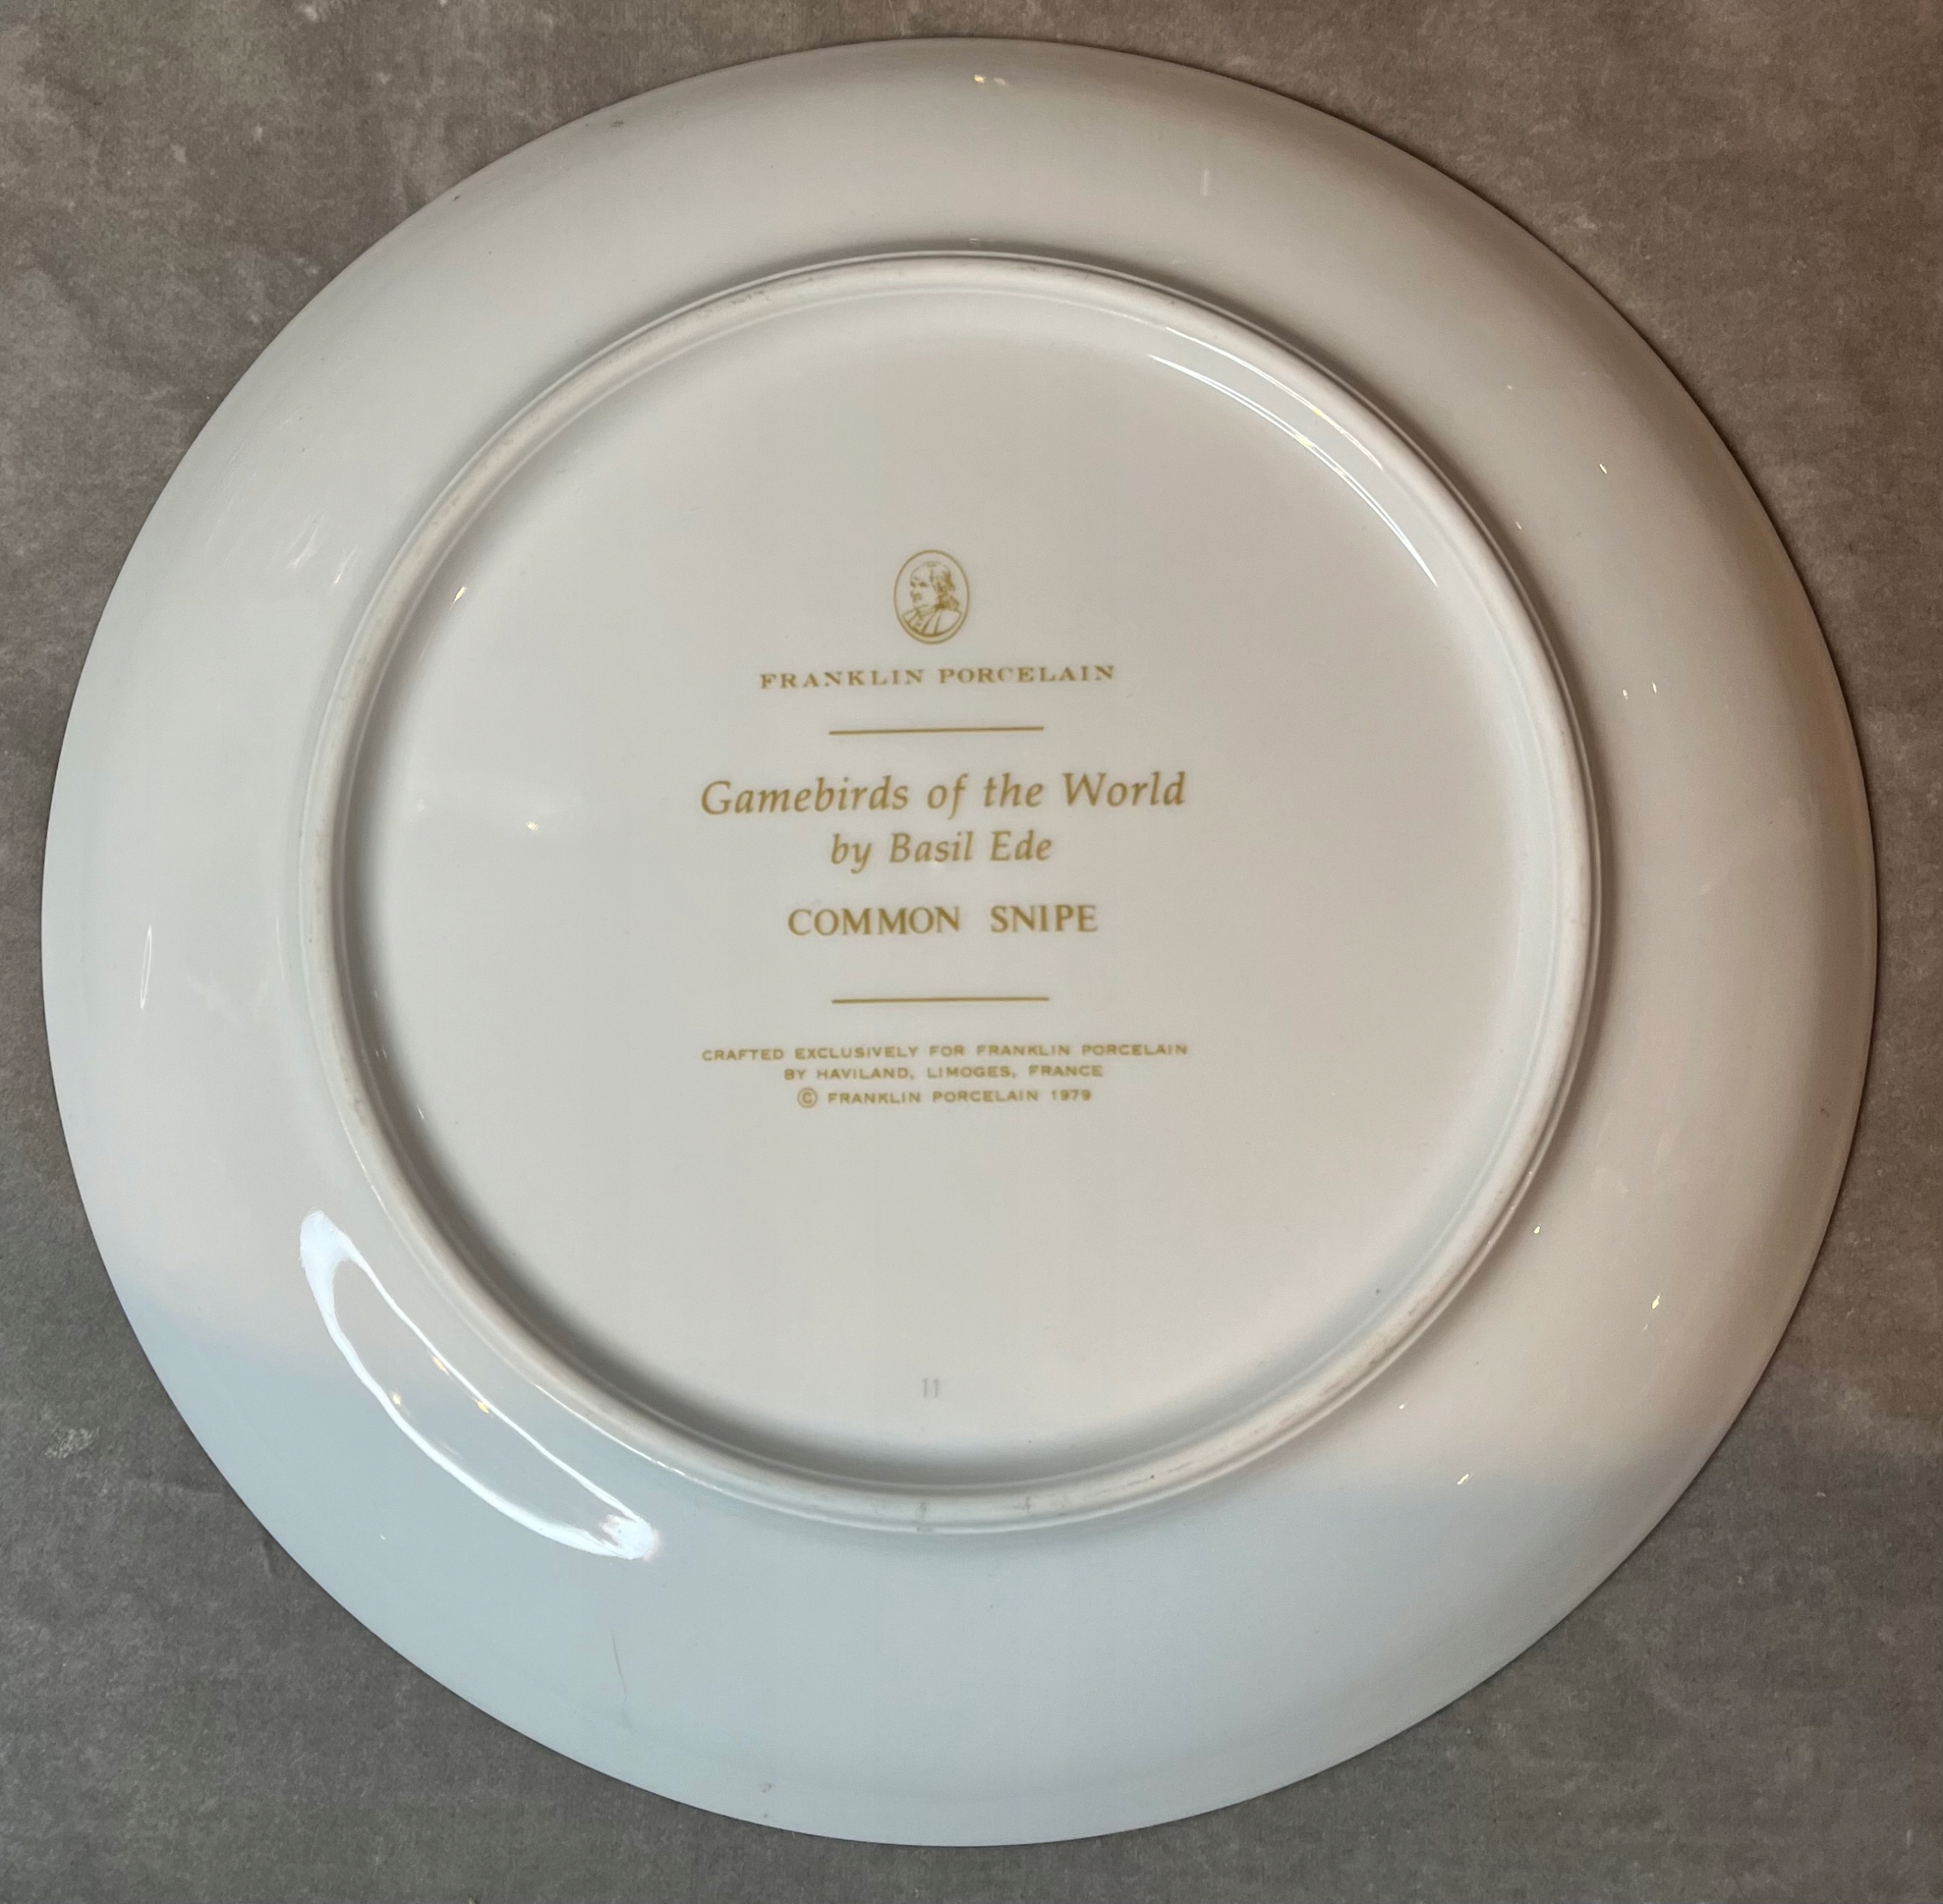 FRANKLIN PORCELAIN
Gamebirds of the World
by Basil Ede
COMMON SNIPE
CRAFTED EXCLUSIVELY FOR FRANKLIN PORCELAIN
BY HAVILAND, LIMOGES, FRANCE
© FRANKLIN PORCELAIN 1979
11